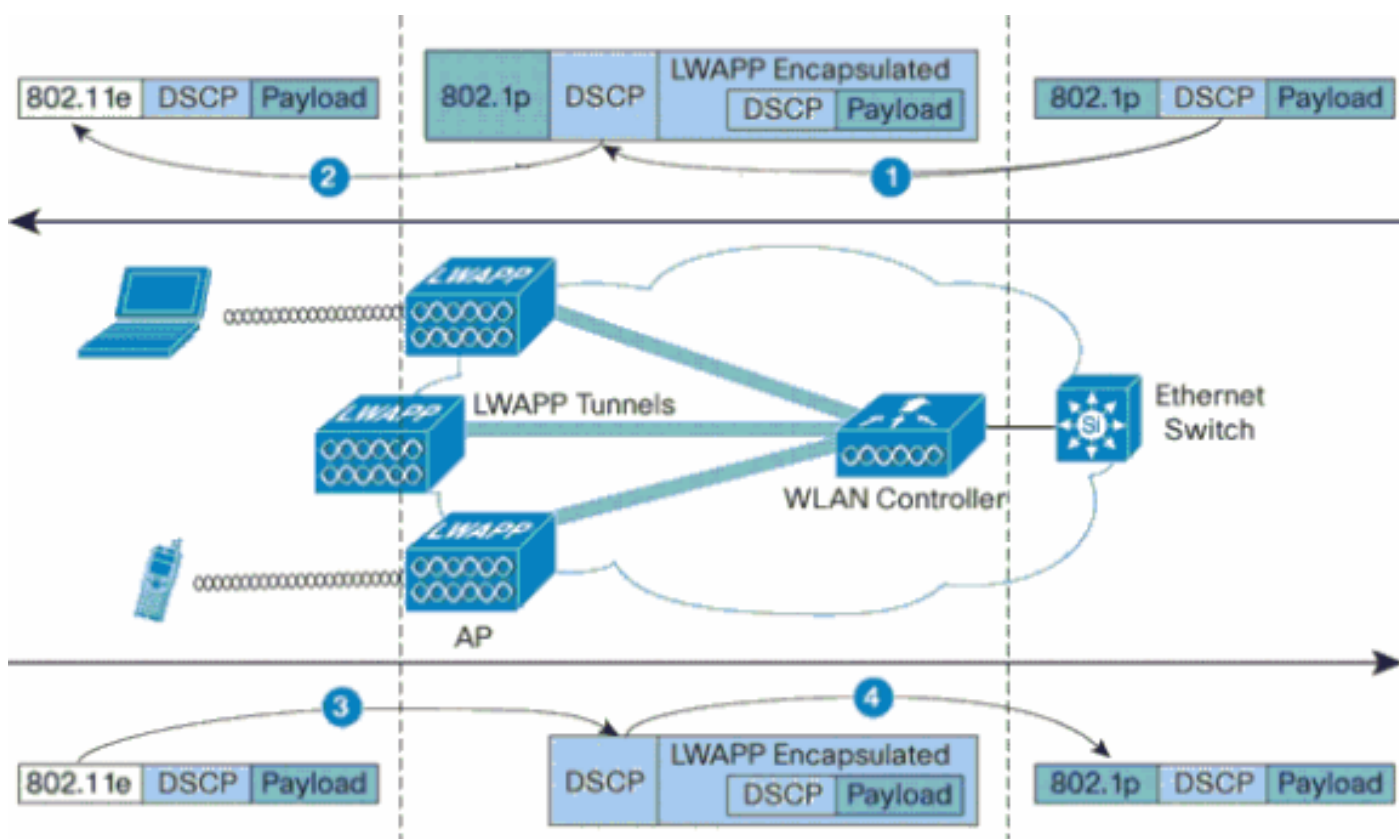 802.11e DSCP Payload
802.1p DSCP LWAPP Encapsulated
DSCP Payload
802.1p DSCP Payload
2
1
LWAPP
LWAPP
LWAPP Tunnels
LWAPP
AP
WLAN Controller
SI
Ethernet
Switch
3
4
802.11e DSCP Payload
DSCP LWAPP Encapsulated
DSCP Payload
802.1p DSCP Payload